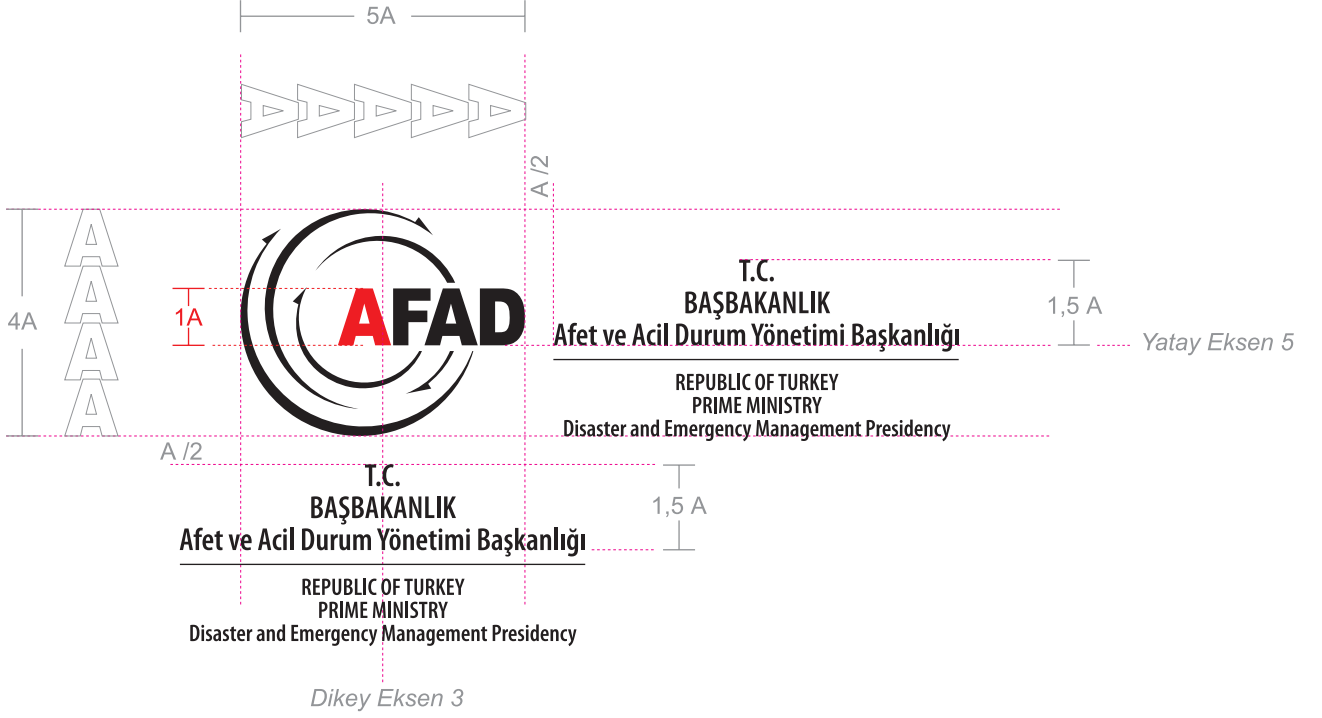 5A
A A A A A
A /2
A
A
A
A
4A
1A
AFAD
T.C.
BAŞBAKANLIK
Afet ve Acil Durum Yönetimi Başkanlığı
REPUBLIC OF TURKEY
PRIME MINISTRY
Disaster and Emergency Management Presidency
1,5 A
Yatay Eksen 5
A /2
T.C.
BAŞBAKANLIK
Afet ve Acil Durum Yönetimi Başkanlığı
REPUBLIC OF TURKEY
PRIME MINISTRY
Disaster and Emergency Management Presidency
1,5 A
Dikey Eksen 3